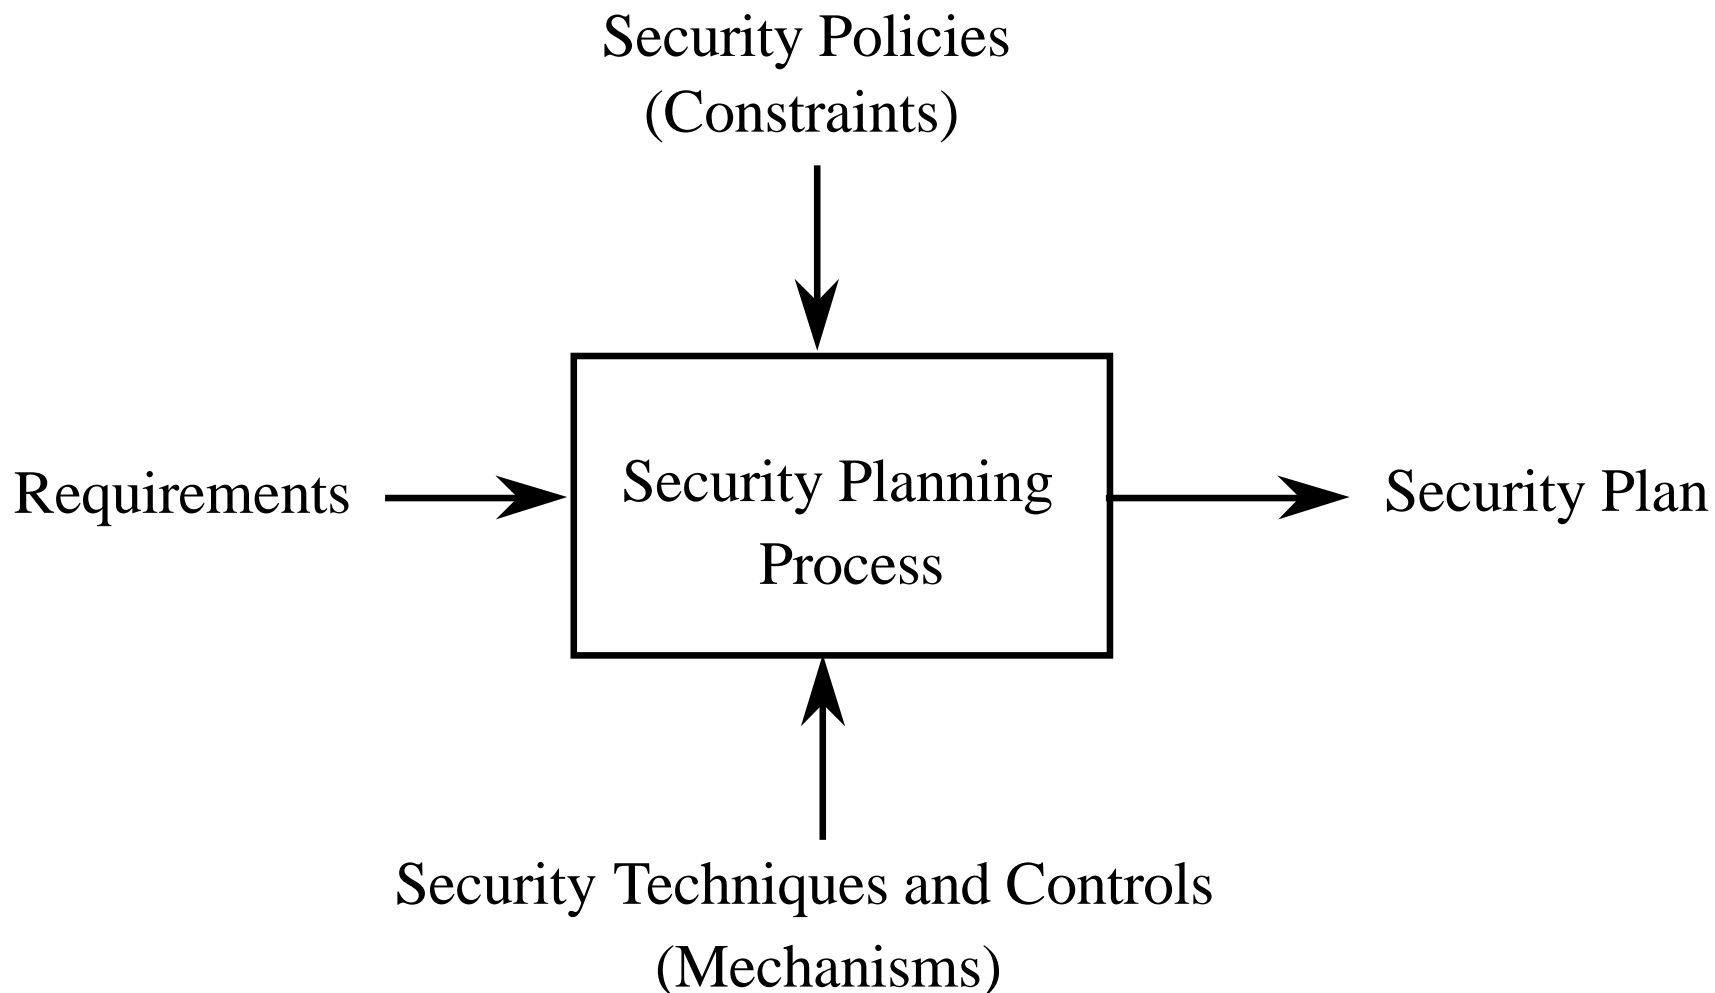 Security Policies
(Constraints)
Requirements
Security Planning
Process
Security Plan
Security Techniques and Controls
(Mechanisms)